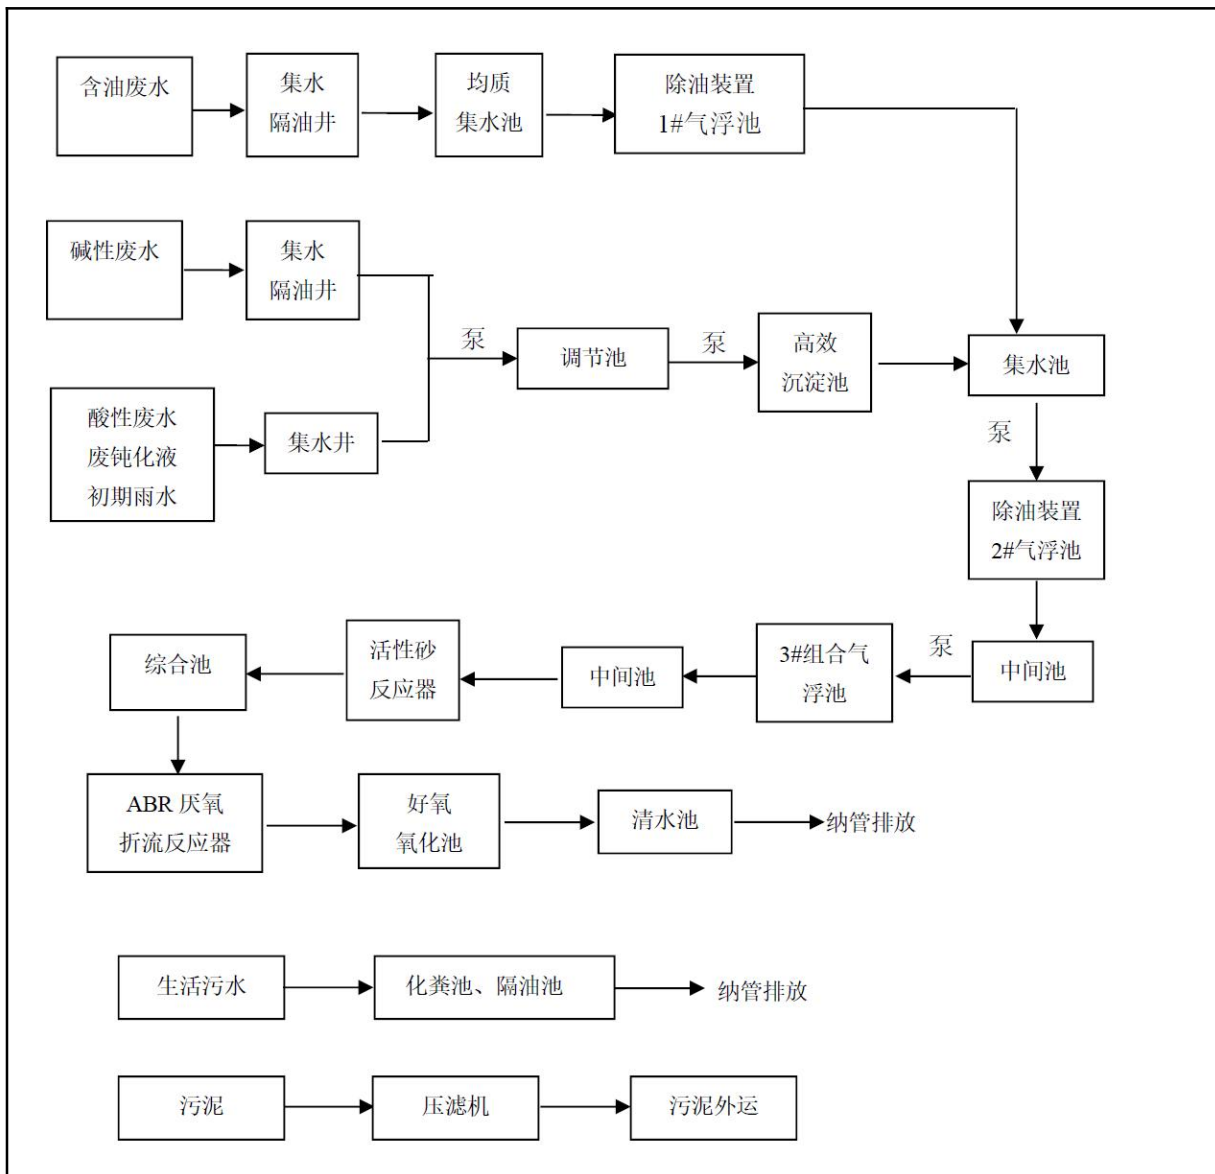 含油废水
集水
隔油井
均质
集水池
除油装置
1#气浮池
碱性废水
集水
隔油井
酸性废水
废钝化液
初期雨水
集水井
泵
调节池
泵
高效
沉淀池
集水池
泵
除油装置
2#气浮池
中间池
泵
3#组合气
浮池
中间池
活性砂
反应器
综合池
ABR 厌氧
折流反应器
好氧
氧化池
清水池
纳管排放
生活污水
化粪池、隔油池
纳管排放
污泥
压滤机
污泥外运